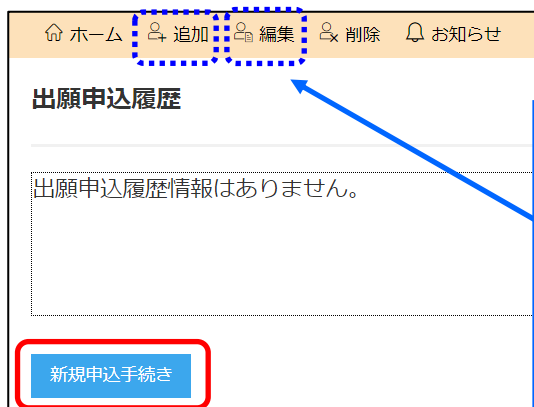 ホーム 追加 編集 削除 お知らせ
出願申込履歴
出願申込履歴情報はありません。
新規申込手続き